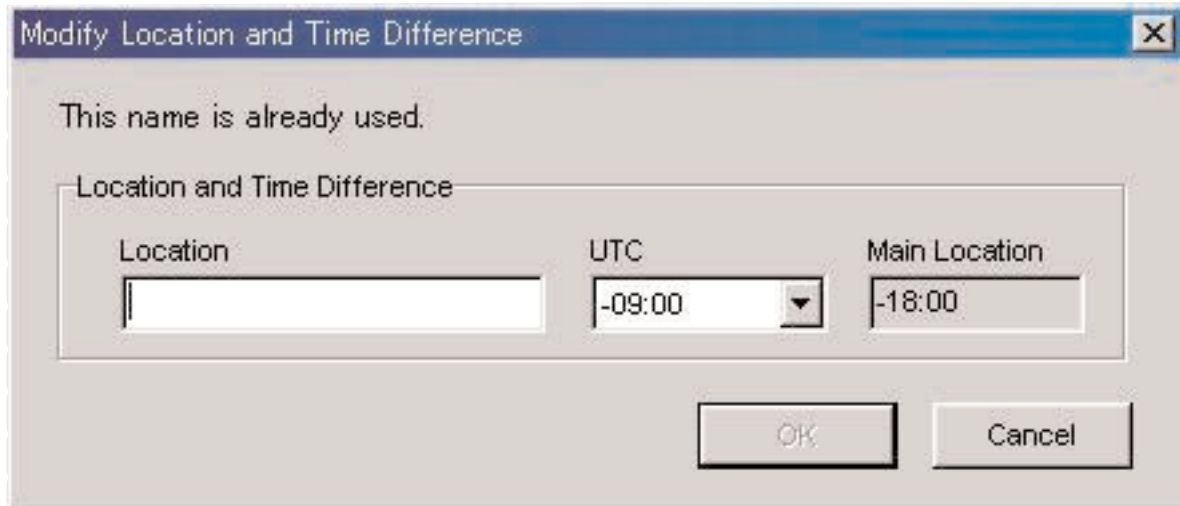 Modify Location and Time Difference
This name is already used.
Location and Time Difference
Location UTC Main Location
-09:00 -18:00
OK Cancel